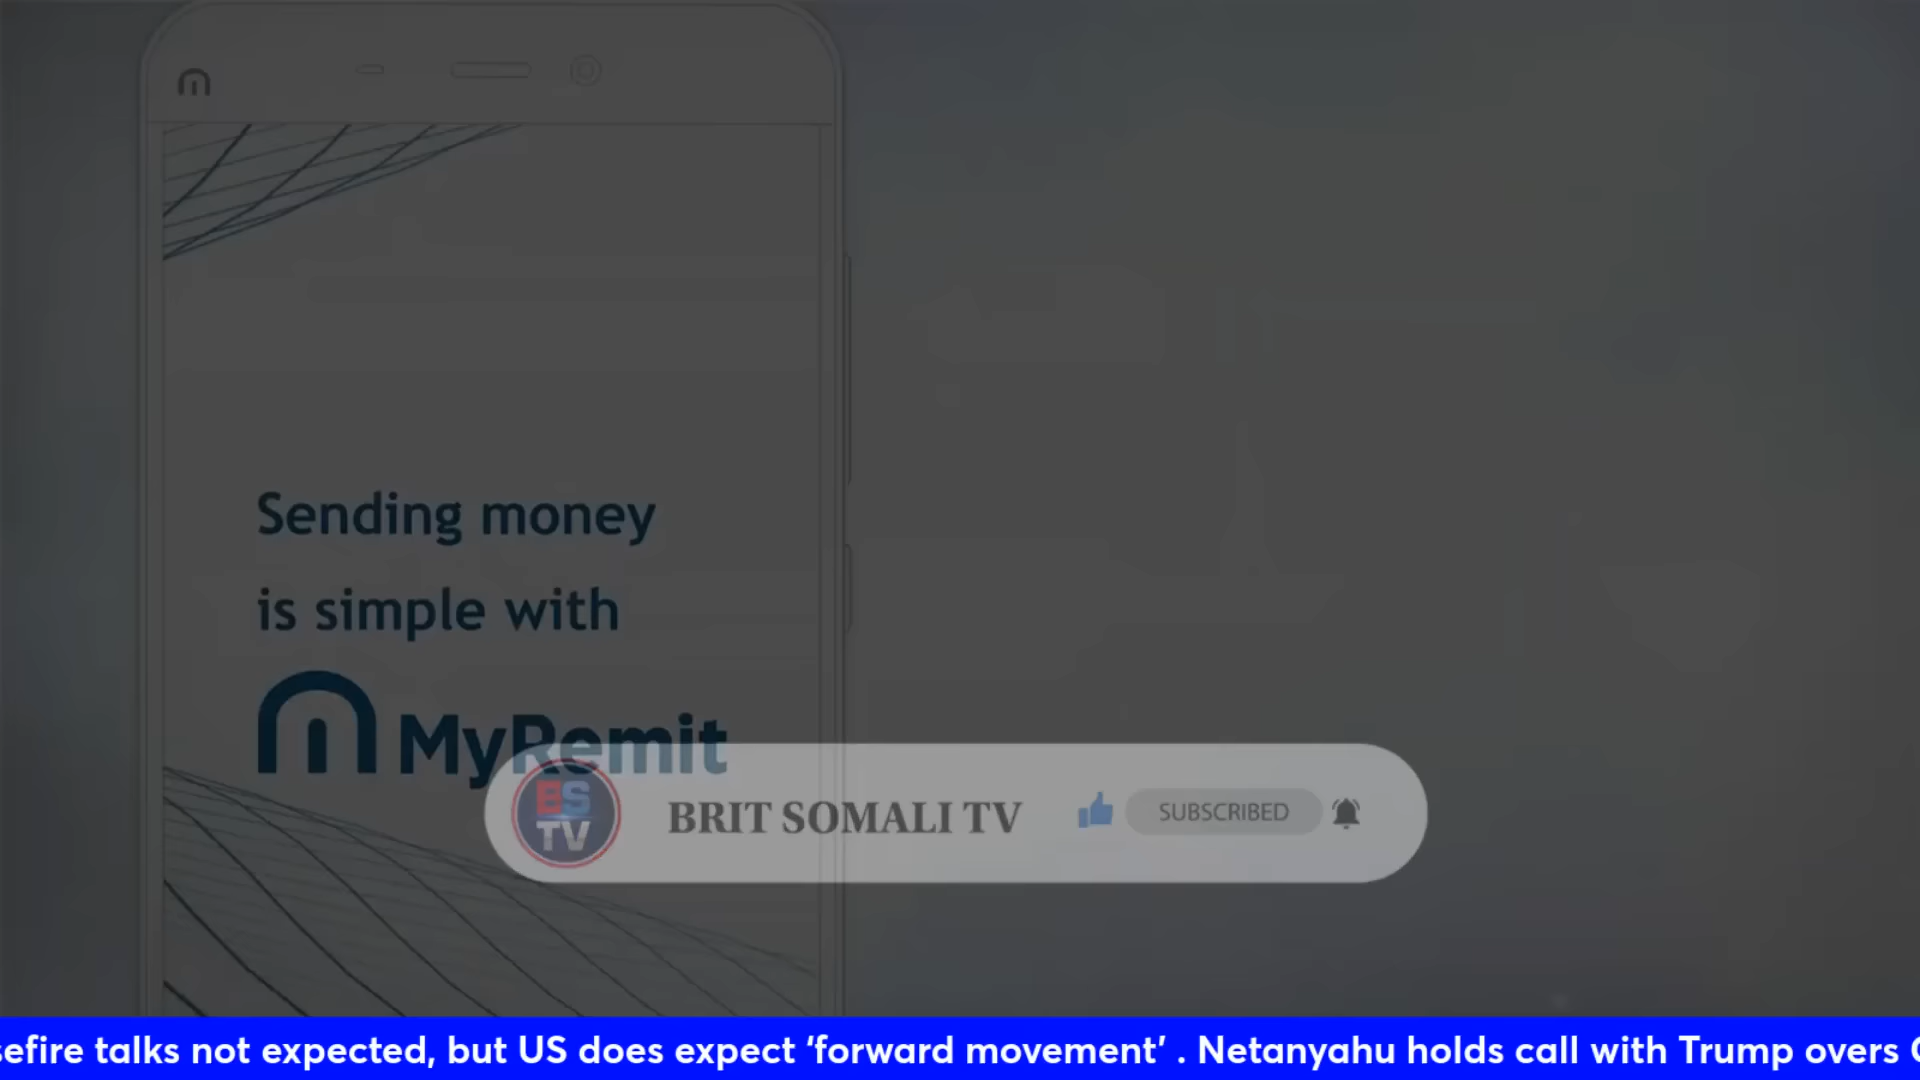 Sending money
is simple with
MyRemit
BS
TV
BRIT SOMALI TV
SUBSCRIBED
sefire talks not expected, but US does expect ‘forward movement’ . Netanyahu holds call with Trump overs